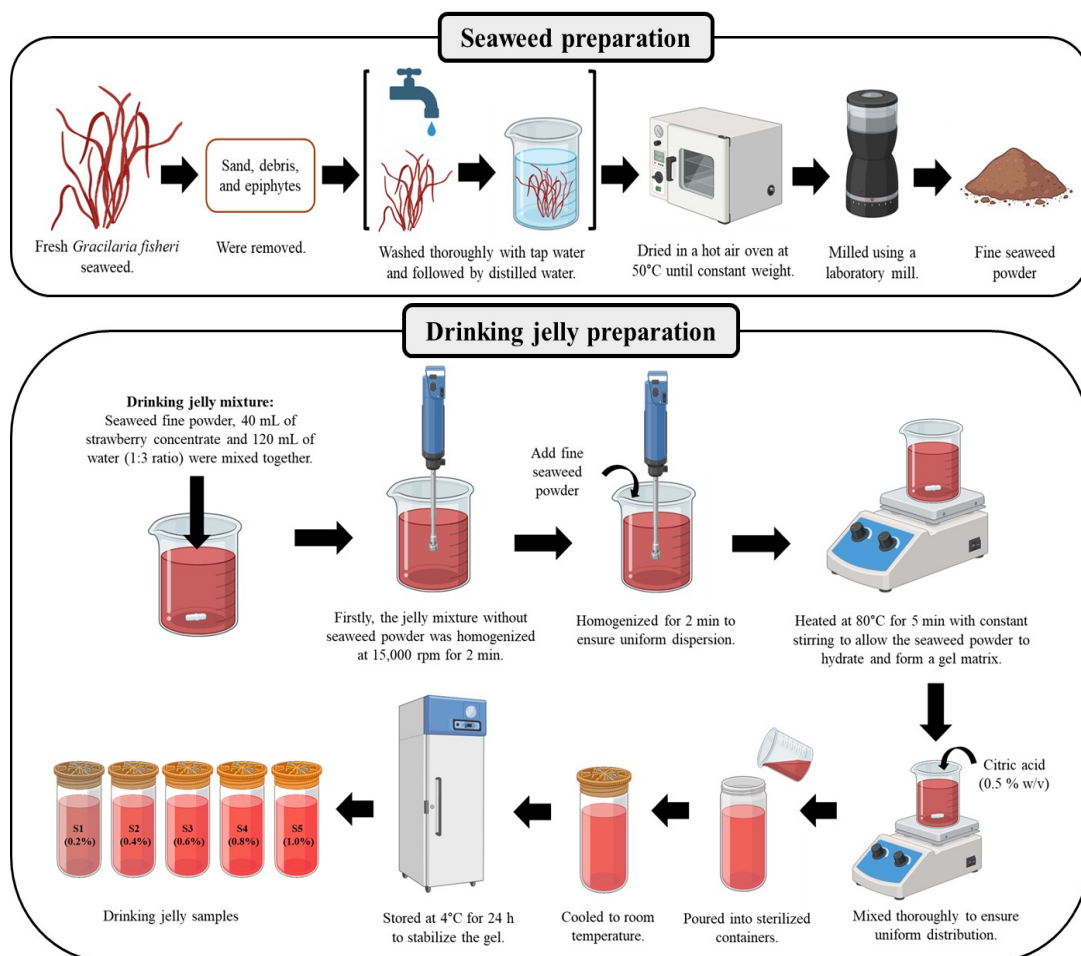 Seaweed preparation
Sand, debris,
and epiphytes
Fresh Gracilaria fisheri
seaweed.
Were removed.
Washed thoroughly with tap water
and followed by distilled water.
Dried in a hot air oven at
50°C until constant weight.
Milled using a
laboratory mill.
Fine seaweed
powder
Drinking jelly preparation
Drinking jelly mixture:
Seaweed fine powder, 40 mL of
strawberry concentrate and 120 mL of
water (1:3 ratio) were mixed together.
Firstly, the jelly mixture without
seaweed powder was homogenized
at 15,000 rpm for 2 min.
Add fine
seaweed
powder
Homogenized for 2 min to
ensure uniform dispersion.
Heated at 80°C for 5 min with constant
stirring to allow the seaweed powder to
hydrate and form a gel matrix.
Citric acid
(0.5 % w/v)
Mixed thoroughly to ensure
uniform distribution.
Poured into sterilized
containers.
Cooled to room
temperature.
Stored at 4°C for 24 h
to stabilize the gel.
S1
(0.2%)
S2
(0.4%)
S3
(0.6%)
S4
(0.8%)
S5
(1.0%)
Drinking jelly samples